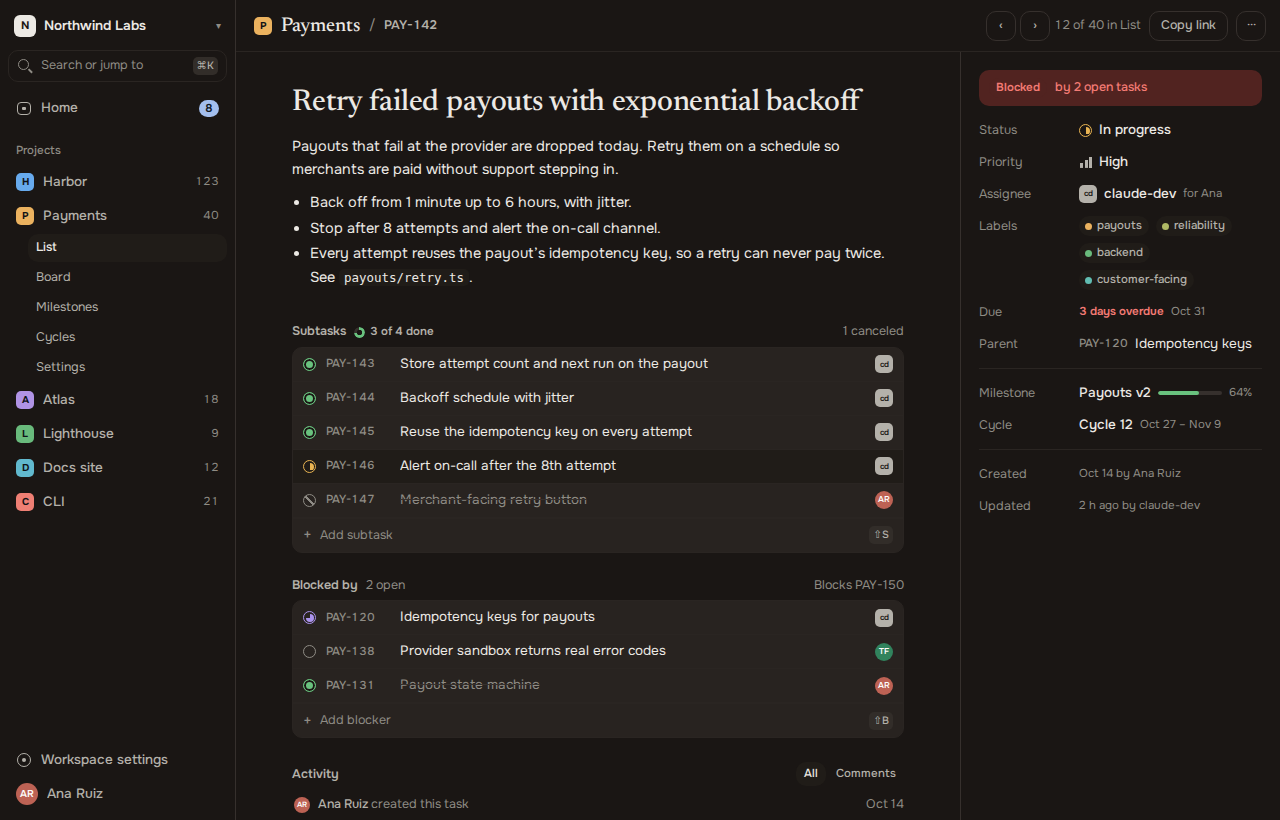 N Northwind Labs
Search or jump to ⌘K
Home 8
Projects
H Harbor 123
P Payments 40
List
Board
Milestones
Cycles
Settings
A Atlas 18
L Lighthouse 9
D Docs site 12
C CLI 21
Workspace settings
AR Ana Ruiz
P Payments / PAY-142
‹ › 12 of 40 in List Copy link ···
Retry failed payouts with exponential backoff
Payouts that fail at the provider are dropped today. Retry them on a schedule so
merchants are paid without support stepping in.
• Back off from 1 minute up to 6 hours, with jitter.
• Stop after 8 attempts and alert the on-call channel.
• Every attempt reuses the payout’s idempotency key, so a retry can never pay twice.
See payouts/retry.ts.
Subtasks 3 of 4 done 1 canceled
PAY-143 Store attempt count and next run on the payout cd
PAY-144 Backoff schedule with jitter cd
PAY-145 Reuse the idempotency key on every attempt cd
PAY-146 Alert on-call after the 8th attempt cd
PAY-147 Merchant-facing retry button AR
+ Add subtask ⇧S
Blocked by 2 open Blocks PAY-150
PAY-120 Idempotency keys for payouts cd
PAY-138 Provider sandbox returns real error codes TF
PAY-131 Payout state machine AR
+ Add blocker ⇧B
Activity All Comments
AR Ana Ruiz created this task Oct 14
Blocked by 2 open tasks
Status In progress
Priority High
Assignee cd claude-dev for Ana
Labels payouts reliability
backend
customer-facing
Due 3 days overdue Oct 31
Parent PAY-120 Idempotency keys
Milestone Payouts v2 64%
Cycle Cycle 12 Oct 27 – Nov 9
Created Oct 14 by Ana Ruiz
Updated 2 h ago by claude-dev